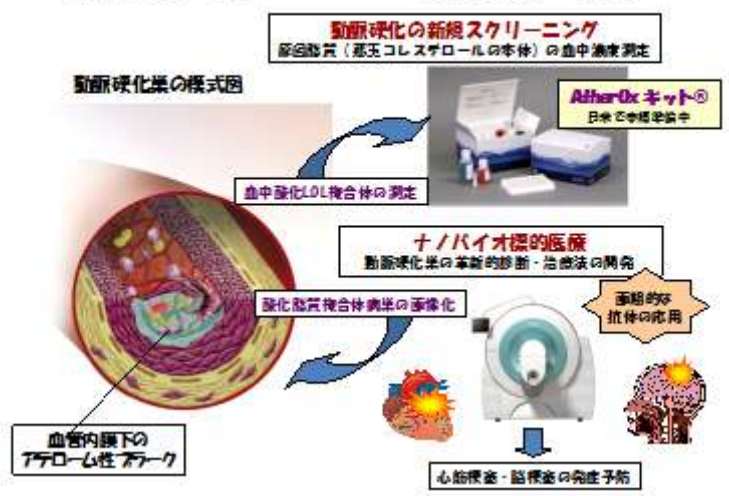 動脈硬化の新規スクリーニング
原因脂質（悪玉コレステロールの本体）の血中濃度測定
動脈硬化巣の模式図
AtherOx キット®
日米で申請準備中
血中酸化LDL複合体の測定
ナノバイオ標的医療
動脈硬化巣の革新的診断・治療法の開発
画期的な
抗体の応用
酸化脂質複合体病巣の画像化
血管内膜下の
アテローム性プラーク
心筋梗塞・脳梗塞の発症予防